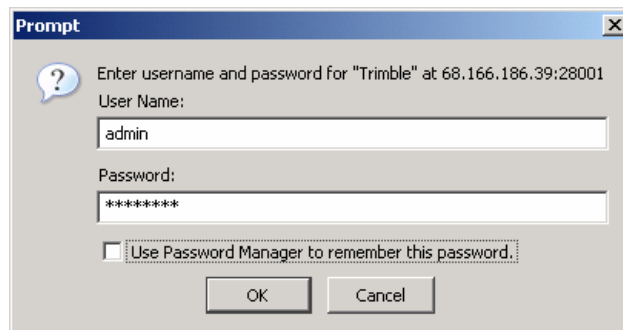 Prompt
Enter username and password for "Trimble" at 68.166.186.39:28001
User Name:
admin
Password:
********
Use Password Manager to remember this password.
OK
Cancel